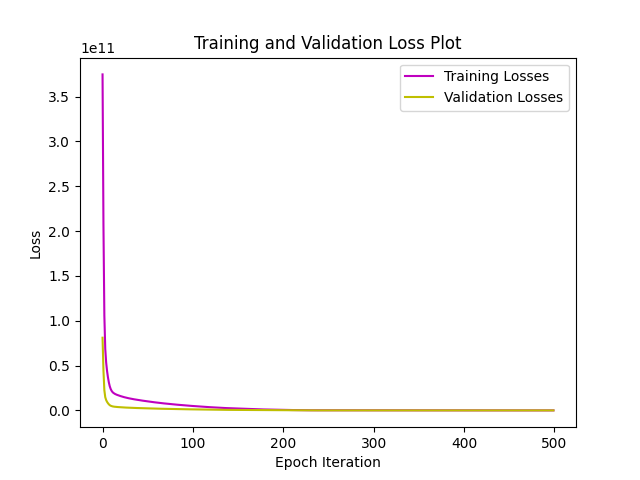 Training and Validation Loss Plot
1e11
Training Losses
Validation Losses
3.5
3.0
2.5
2.0
1.5
1.0
0.5
0.0
Loss
0 100 200 300 400 500
Epoch Iteration